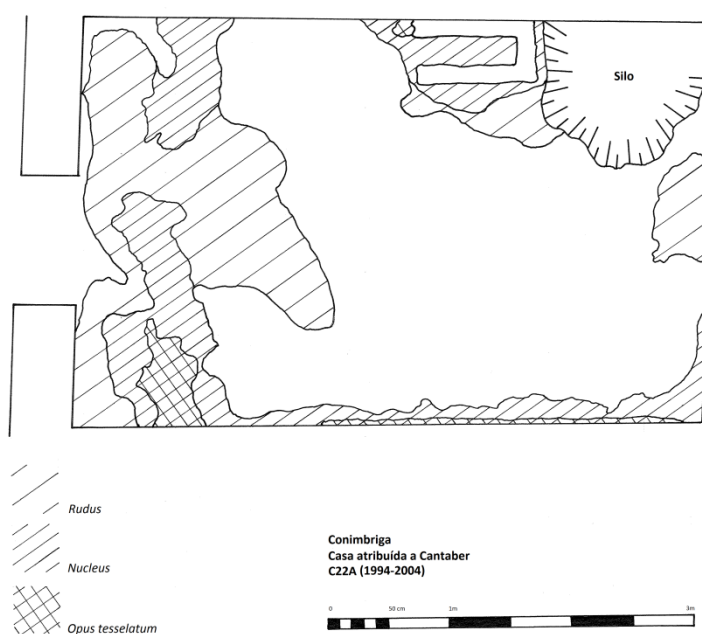 Silo
Rudus
Nucleus
Opus tesselatum
Conimbriga
Casa atribuída a Cantaber
C22A (1994-2004)
0 50 cm 1m 3m